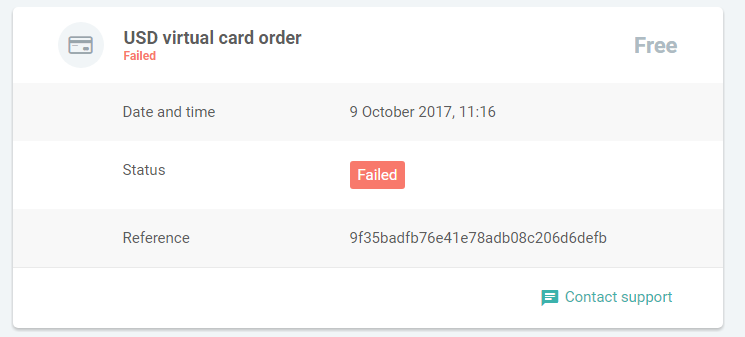 USD virtual card order
Free
Failed
Date and time 9 October 2017, 11:16
Status Failed
Reference 9f35badfb76e41e78adb08c206d6defb
Contact support